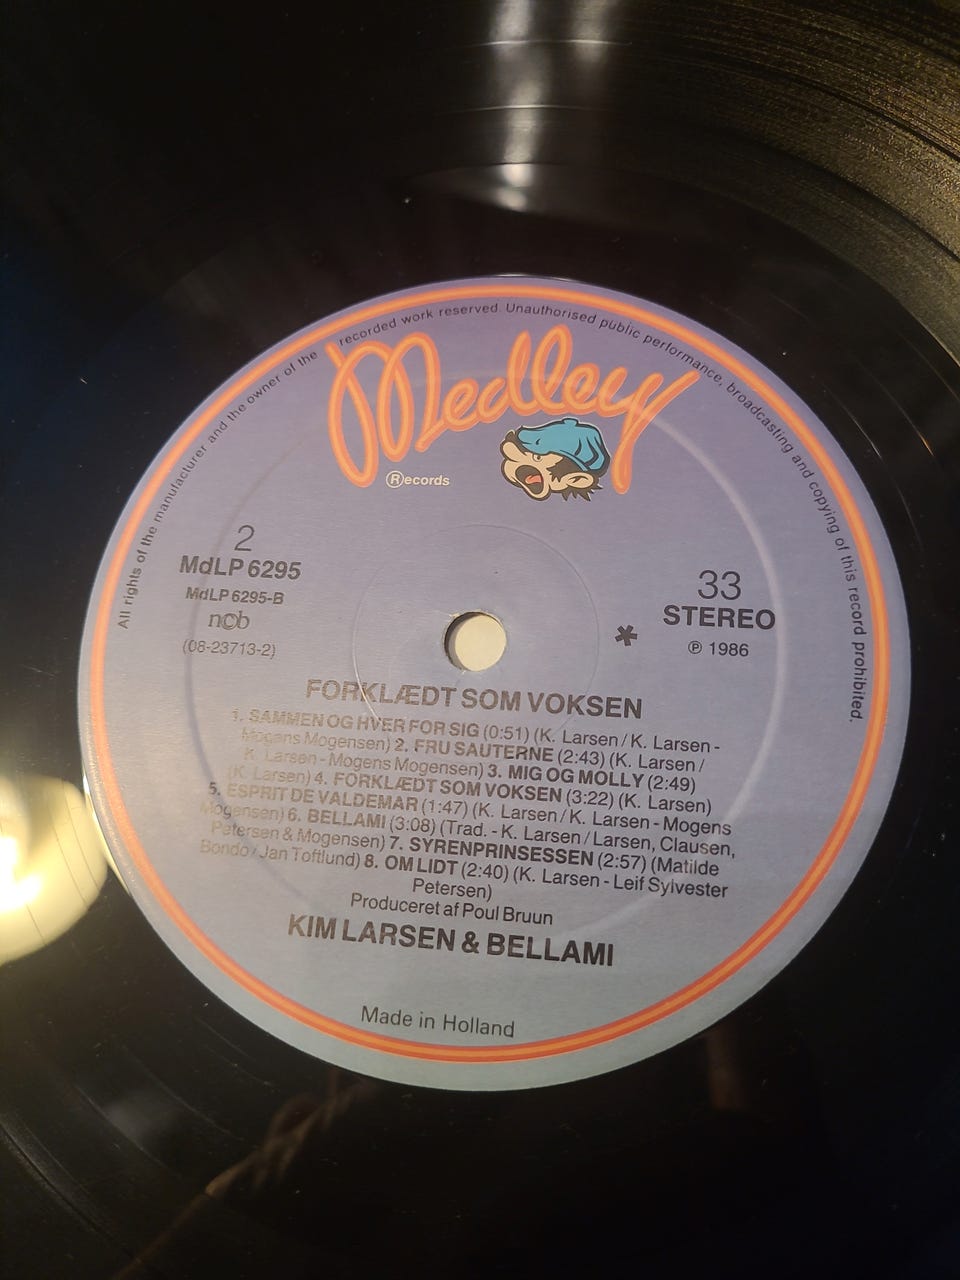 All rights of the manufacturer and the owner of the recorded work reserved. Unauthorised public performance, broadcasting and copying of this record prohibited.
Medley
Ⓡecords
2
MdLP 6295
MdLP 6295-B
ncb
(08-23713-2)
33
STEREO
*
℗ 1986
FORKLÆDT SOM VOKSEN
1. SAMMEN OG HVER FOR SIG (0:51) (K. Larsen / K. Larsen -
Mogens Mogensen) 2. FRU SAUTERNE (2:43) (K. Larsen /
K. Larsen - Mogens Mogensen) 3. MIG OG MOLLY (2:49)
(K. Larsen) 4. FORKLÆDT SOM VOKSEN (3:22) (K. Larsen)
5. ESPRIT DE VALDEMAR (1:47) (K. Larsen / K. Larsen - Mogens
Mogensen) 6. BELLAMI (3:08) (Trad. - K. Larsen / Larsen, Clausen,
Petersen & Mogensen) 7. SYRENPRINSESSEN (2:57) (Matilde
Bondo / Jan Toftlund) 8. OM LIDT (2:40) (K. Larsen - Leif Sylvester
Petersen)
Produceret af Poul Bruun
KIM LARSEN & BELLAMI
Made in Holland